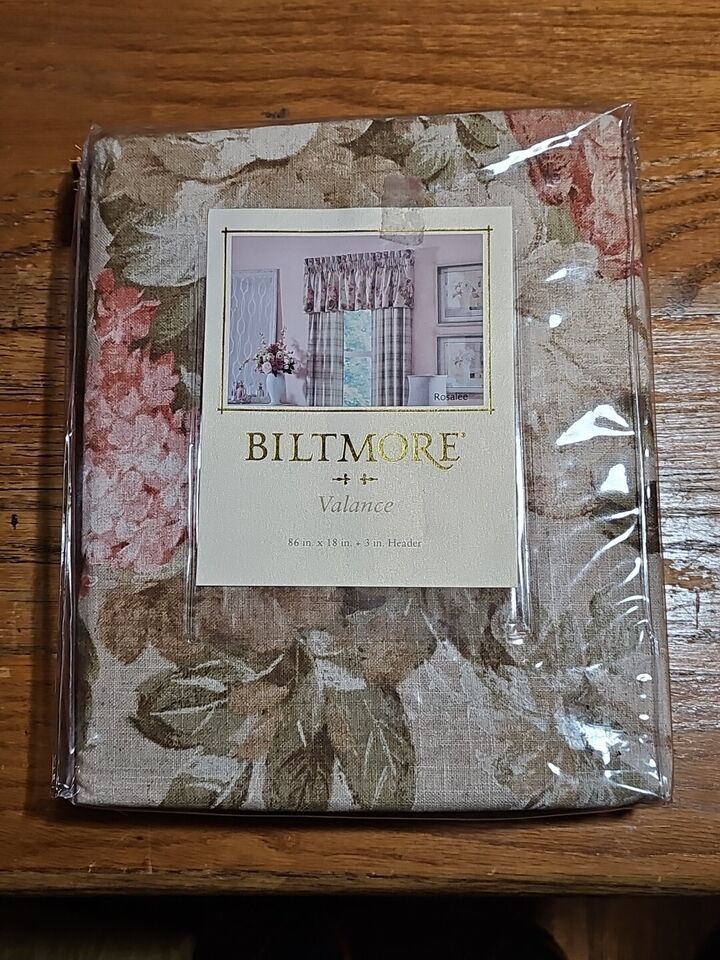 Rosalee
BILTMORE®
Valance
86 in. x 18 in. + 3 in. Header